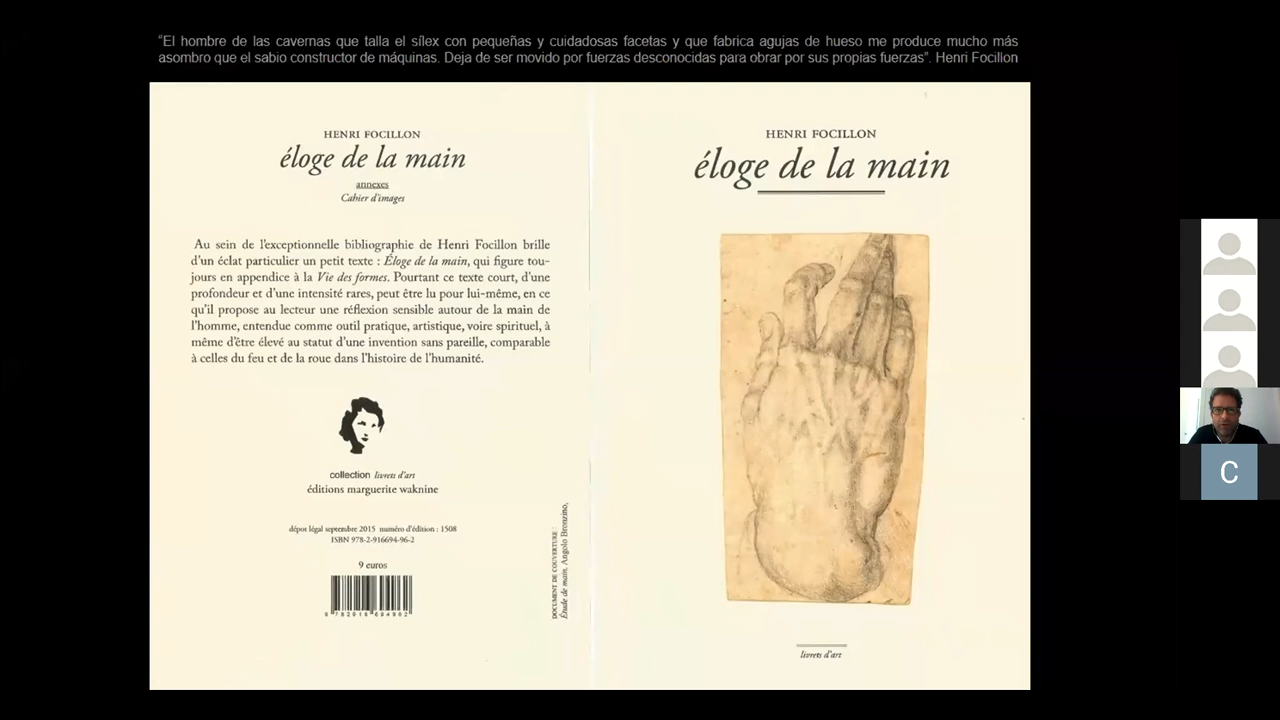 “El hombre de las cavernas que talla el sílex con pequeñas y cuidadosas facetas y que fabrica agujas de hueso me produce mucho más
asombro que el sabio constructor de máquinas. Deja de ser movido por fuerzas desconocidas para obrar por sus propias fuerzas”. Henri Focillon
HENRI FOCILLON
éloge de la main
annexes
Cahier d’images
Au sein de l’exceptionnelle bibliographie de Henri Focillon brille
d’un éclat particulier un petit texte : Éloge de la main, qui figure tou-
jours en appendice à la Vie des formes. Pourtant ce texte court, d’une
profondeur et d’une intensité rares, peut être lu pour lui-même, en ce
qu’il propose au lecteur une réflexion sensible autour de la main de
l’homme, entendue comme outil pratique, artistique, voire spirituel, à
même d’être élevé au statut d’une invention sans pareille, comparable
à celles du feu et de la roue dans l’histoire de l’humanité.
collection livrets d’art
éditions marguerite waknine
dépot légal septembre 2015 numéro d’édition : 1508
ISBN 978-2-916694-96-2
9 euros
9 782916 694962
DOCUMENT DE COUVERTURE :
Étude de main, Angolo Bronzino,
HENRI FOCILLON
éloge de la main
livrets d’art
C